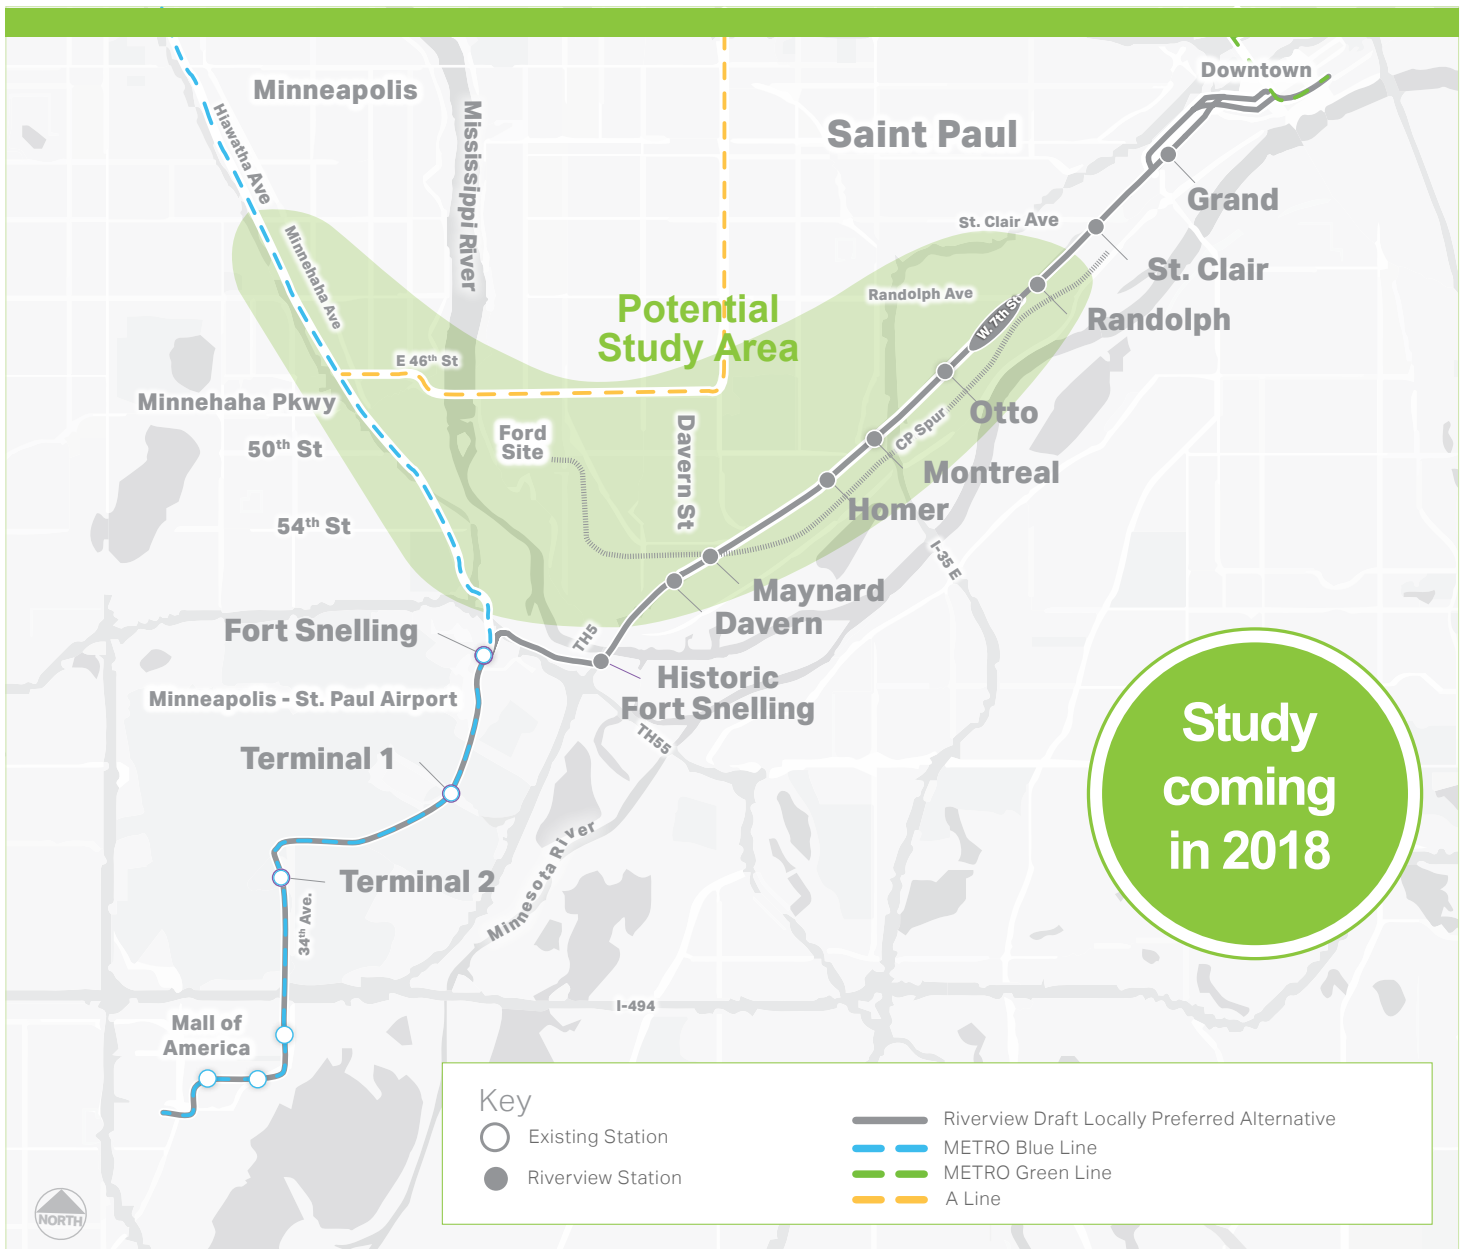 Downtown
Minneapolis
Saint Paul
Hiawatha Ave
Mississippi River
Grand
St. Clair Ave
Minnehaha Ave
St. Clair
Randolph Ave
Potential
Study Area
W. 7th St.
Randolph
E 46th St
Minnehaha Pkwy
Otto
CP Spur
Ford
Site
Davern St
50th St
Montreal
Homer
54th St
I-35 E
Maynard
Davern
Fort Snelling
TH5
Historic
Fort Snelling
Minneapolis - St. Paul Airport
TH55
Study
coming
in 2018
Terminal 1
Minnesota River
Terminal 2
34th Ave.
I-494
Mall of
America
Key
Existing Station
Riverview Station
Riverview Draft Locally Preferred Alternative
METRO Blue Line
METRO Green Line
A Line
NORTH